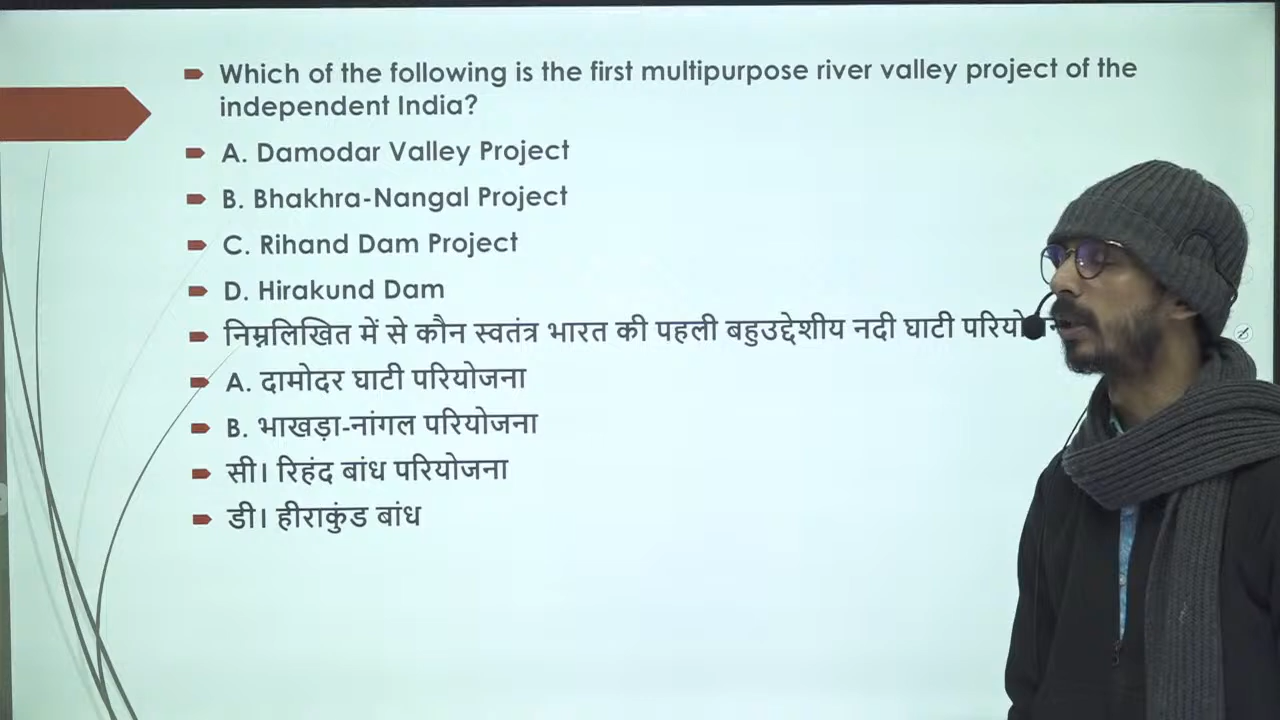 Which of the following is the first multipurpose river valley project of the
independent India?
A. Damodar Valley Project
B. Bhakhra-Nangal Project
C. Rihand Dam Project
D. Hirakund Dam
निम्नलिखित में से कौन स्वतंत्र भारत की पहली बहुउद्देशीय नदी घाटी
A. दामोदर घाटी परियोजना
B. भाखड़ा-नांगल परियोजना
सी। रिहंद बांध परियोजना
डी। हीराकुंड बांध